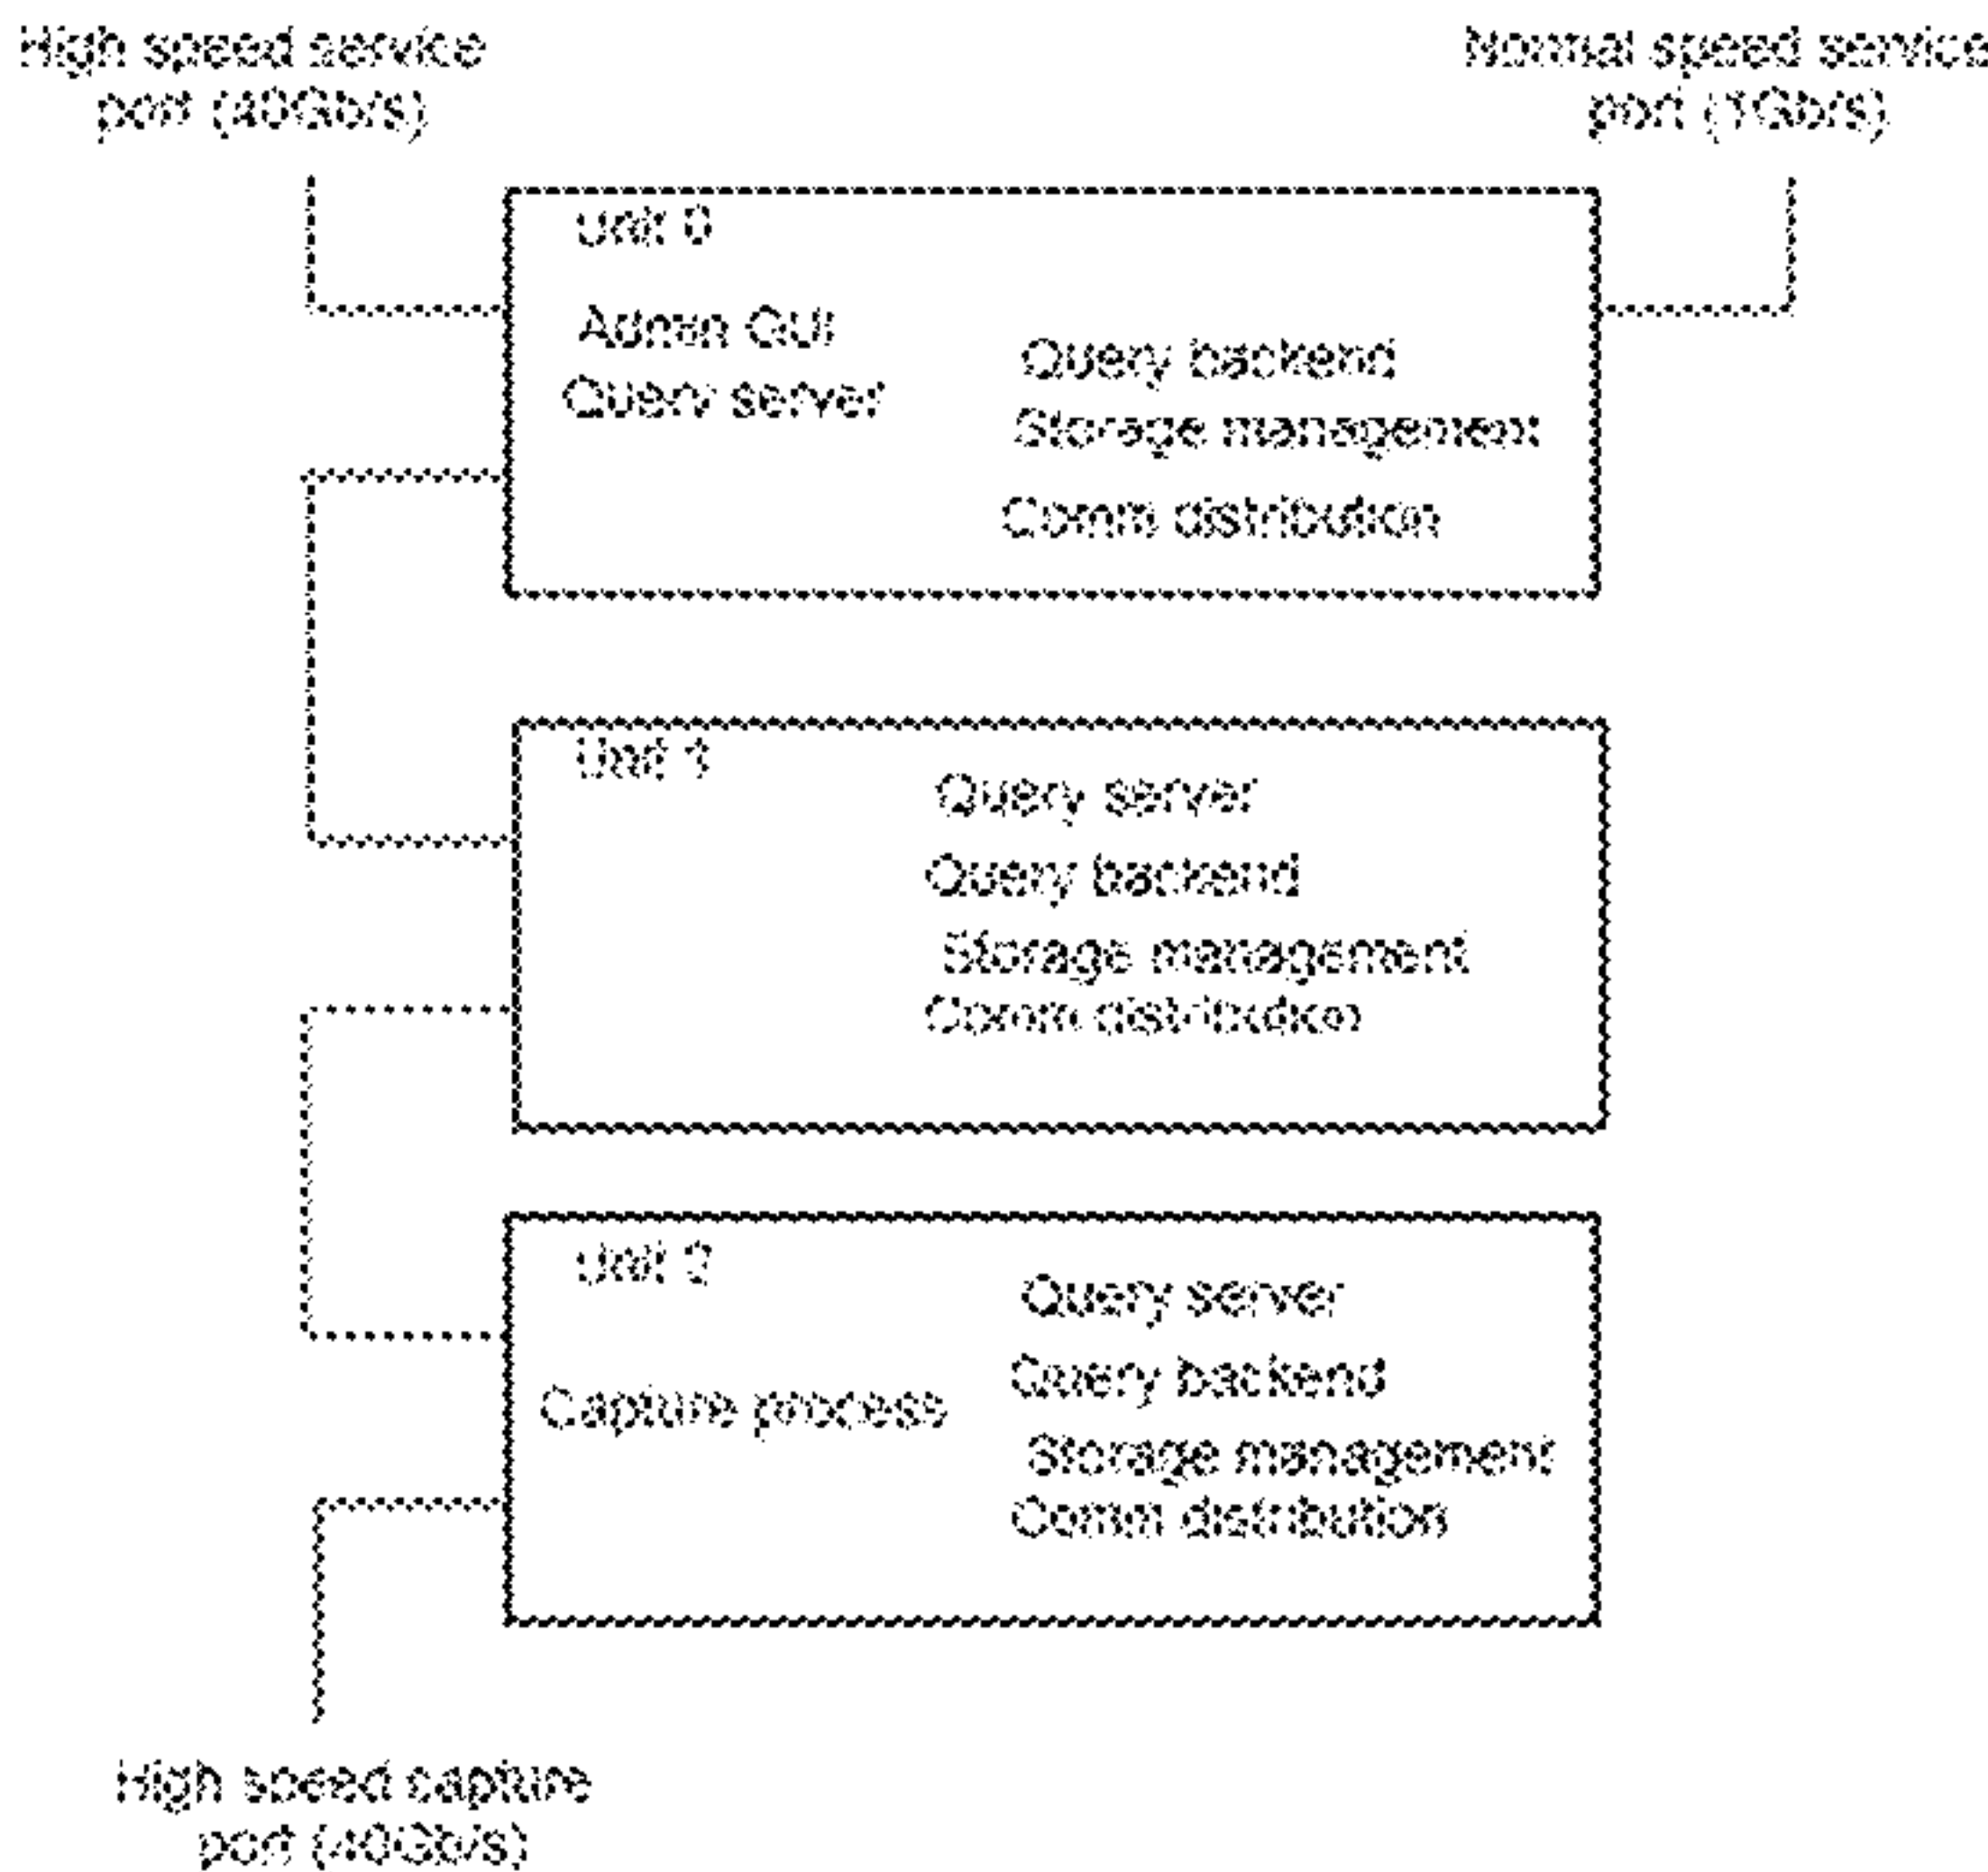 High speed service
port (40Gb/s)
Normal speed service
port (1Gb/s)
Unit 0
Admin GUI
Query server
Query backend
Storage management
Comm distribution
Unit 1
Query server
Query backend
Storage management
Comm distribution
Unit 2
Capture process
Query server
Query backend
Storage management
Comm distribution
High speed capture
port (40Gb/s)